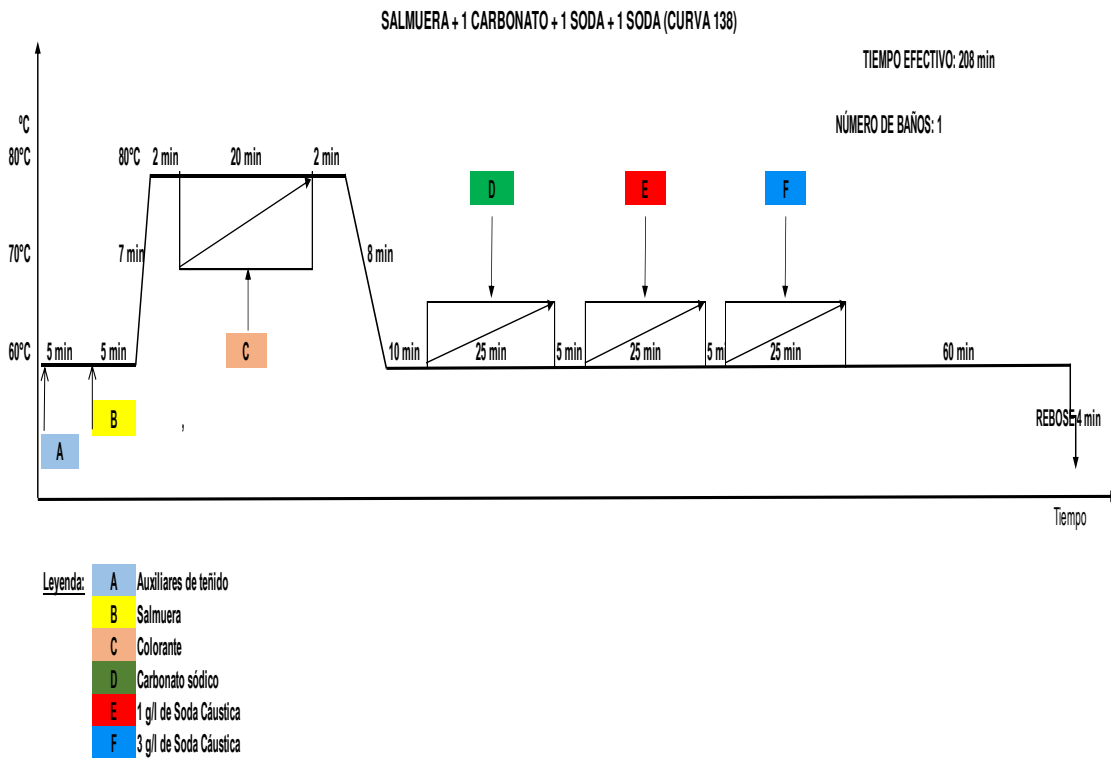 SALMUERA + 1 CARBONATO + 1 SODA + 1 SODA (CURVA 138)
TIEMPO EFECTIVO: 208 min
NÚMERO DE BAÑOS: 1
ºC
80ºC
80ºC 2 min 20 min 2 min
D E F
70ºC
7 min
8 min
C
60ºC
5 min 5 min
10 min 25 min 5 min 25 min 5 mi 25 min 60 min
B
,
A
REBOSE 4 min
Tiempo
Leyenda:
A Auxiliares de teñido
B Salmuera
C Colorante
D Carbonato sódico
E 1 g/l de Soda Cáustica
F 3 g/l de Soda Cáustica